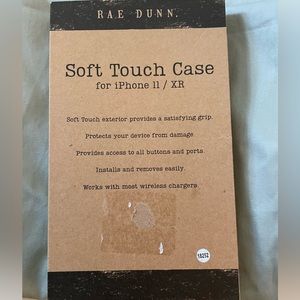 RAE DUNN.
Soft Touch Case
for iPhone 11 / XR
Soft Touch exterior provides a satisfying grip.
Protects your device from damage.
Provides access to all buttons and ports.
Installs and removes easily.
Works with most wireless chargers.
18252